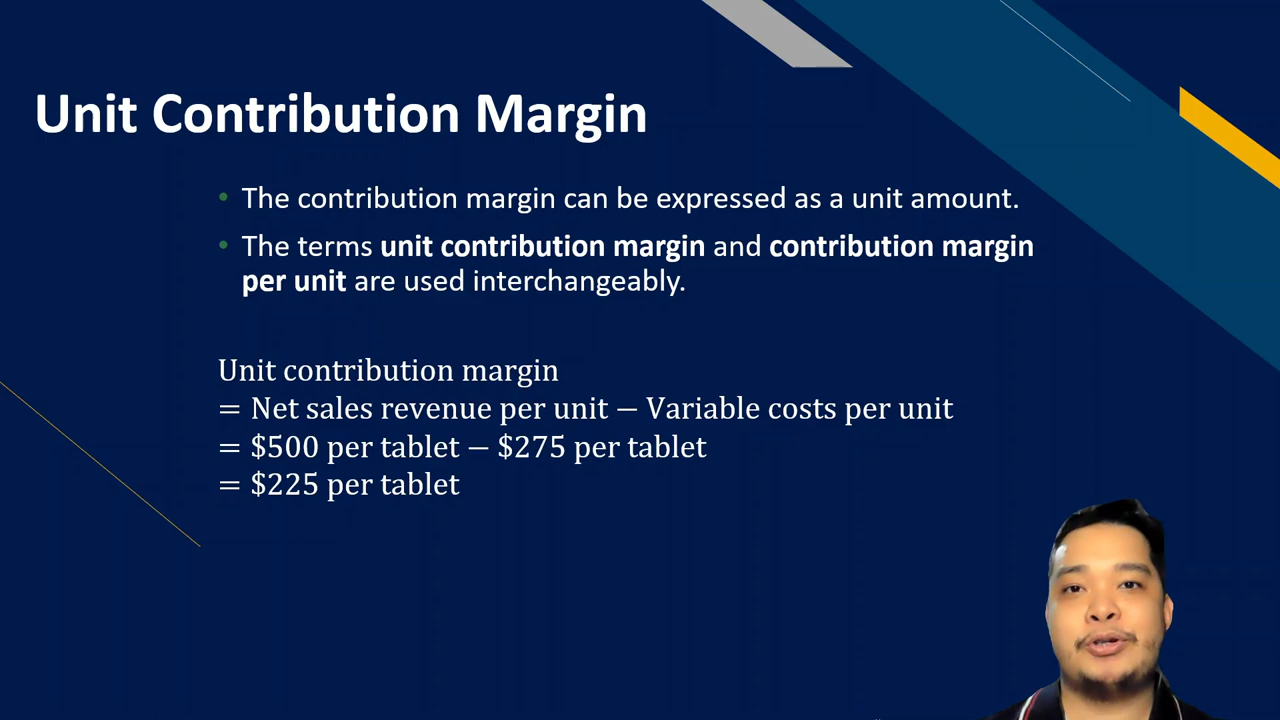 Unit Contribution Margin
• The contribution margin can be expressed as a unit amount.
• The terms unit contribution margin and contribution margin
per unit are used interchangeably.
Unit contribution margin
= Net sales revenue per unit − Variable costs per unit
= $500 per tablet − $275 per tablet
= $225 per tablet